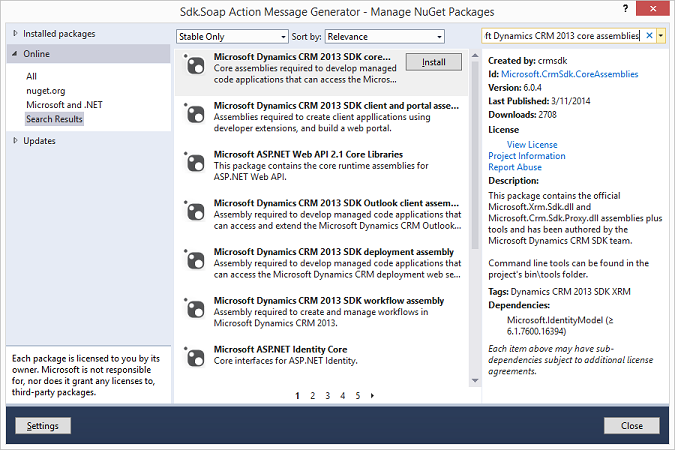 Sdk.Soap Action Message Generator - Manage NuGet Packages
? ×
Installed packages
Online
All
nuget.org
Microsoft and .NET
Search Results
Updates
Each package is licensed to you by its
owner. Microsoft is not responsible
for, nor does it grant any licenses to,
third-party packages.
Stable Only
Sort by: Relevance
Microsoft Dynamics CRM 2013 SDK core...
Core assemblies required to develop managed
code applications that can access the Micros...
Install
Microsoft Dynamics CRM 2013 SDK client and portal asse...
Assemblies required to create client applications using
developer extensions, and build a web portal.
Microsoft ASP.NET Web API 2.1 Core Libraries
This package contains the core runtime assemblies for
ASP.NET Web API.
Microsoft Dynamics CRM 2013 SDK Outlook client assem...
Assembly required to develop managed code applications that
can access and extend the Microsoft Dynamics CRM Outlook...
Microsoft Dynamics CRM 2013 SDK deployment assembly
Assembly required to develop managed code applications that
can access the Microsoft Dynamics CRM deployment web se...
Microsoft Dynamics CRM 2013 SDK workflow assembly
Assembly required to create and manage workflows in
Microsoft Dynamics CRM 2013.
Microsoft ASP.NET Identity Core
Core interfaces for ASP.NET Identity.
1 2 3 4 5
ft Dynamics CRM 2013 core assemblies ×
Created by: crmsdk
Id: Microsoft.CrmSdk.CoreAssemblies
Version: 6.0.4
Last Published: 3/11/2014
Downloads: 2708
License
View License
Project Information
Report Abuse
Description:
This package contains the official
Microsoft.Xrm.Sdk.dll and
Microsoft.Crm.Sdk.Proxy.dll assemblies plus
tools and has been authored by the
Microsoft Dynamics CRM SDK team.
Command line tools can be found in the
project's bin\tools folder.
Tags: Dynamics CRM 2013 SDK XRM
Dependencies:
Microsoft.IdentityModel (≥
6.1.7600.16394)
Each item above may have sub-
dependencies subject to additional license
agreements.
Settings
Close